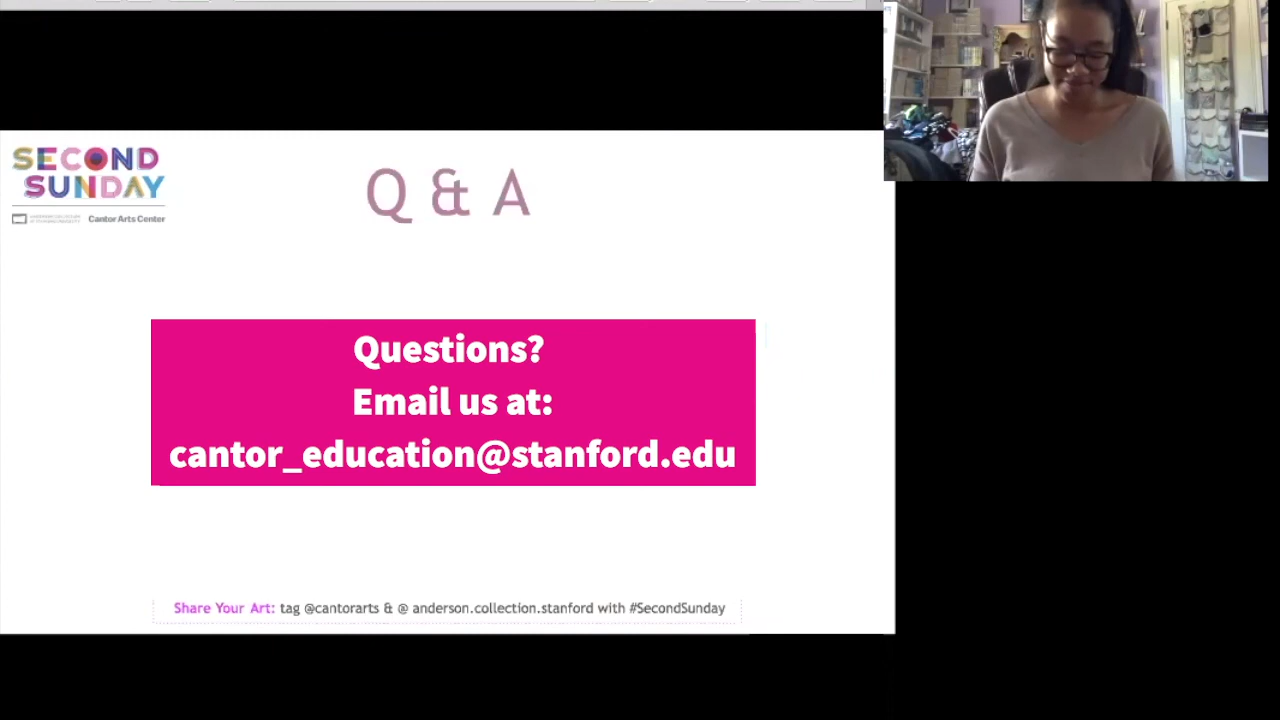 SECOND
SUNDAY
Cantor Arts Center
Q & A
Questions?
Email us at:
cantor_education@stanford.edu
Share Your Art: tag @cantorarts & @ anderson.collection.stanford with #SecondSunday